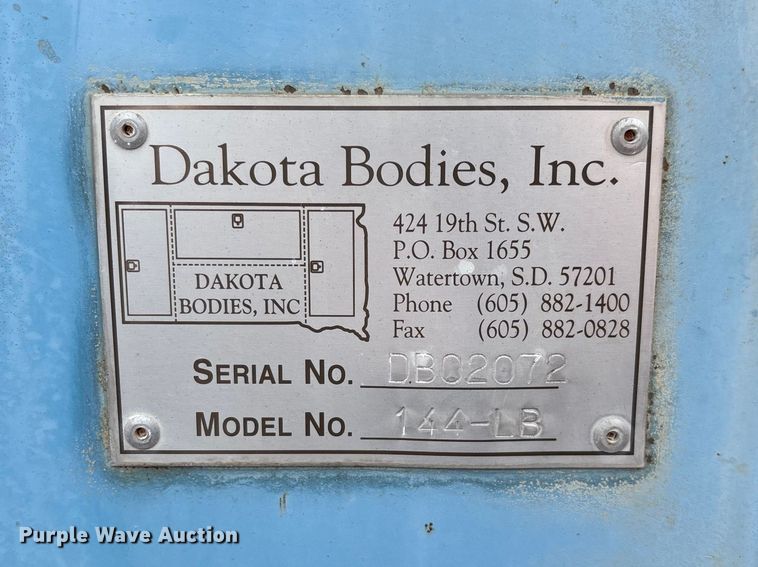 Dakota Bodies, Inc.
424 19th St. S.W.
P.O. Box 1655
Watertown, S.D. 57201
Phone (605) 882-1400
Fax (605) 882-0828
DAKOTA
BODIES, INC
SERIAL NO. DB02072
MODEL NO. 144-LB
Purple Wave Auction